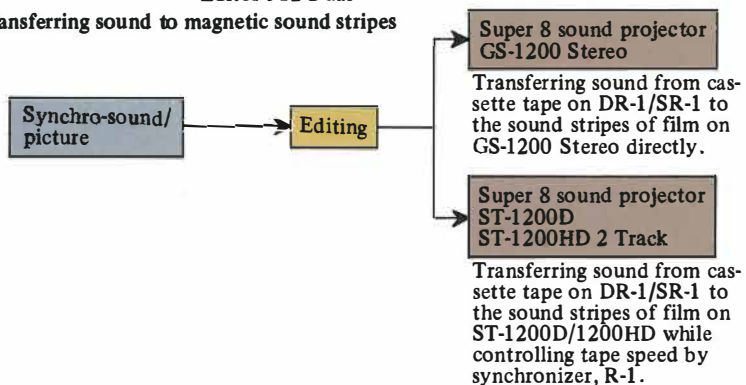 ansferring sound to magnetic sound stripes
Synchro-sound/
picture
Editing
Super 8 sound projector
GS-1200 Stereo
Transferring sound from cas-
sette tape on DR-1/SR-1 to
the sound stripes of film on
GS-1200 Stereo directly.
Super 8 sound projector
ST-1200D
ST-1200HD 2 Track
Transferring sound from cas-
sette tape on DR-1/SR-1 to
the sound stripes of film on
ST-1200D/1200HD while
controlling tape speed by
synchronizer, R-1.